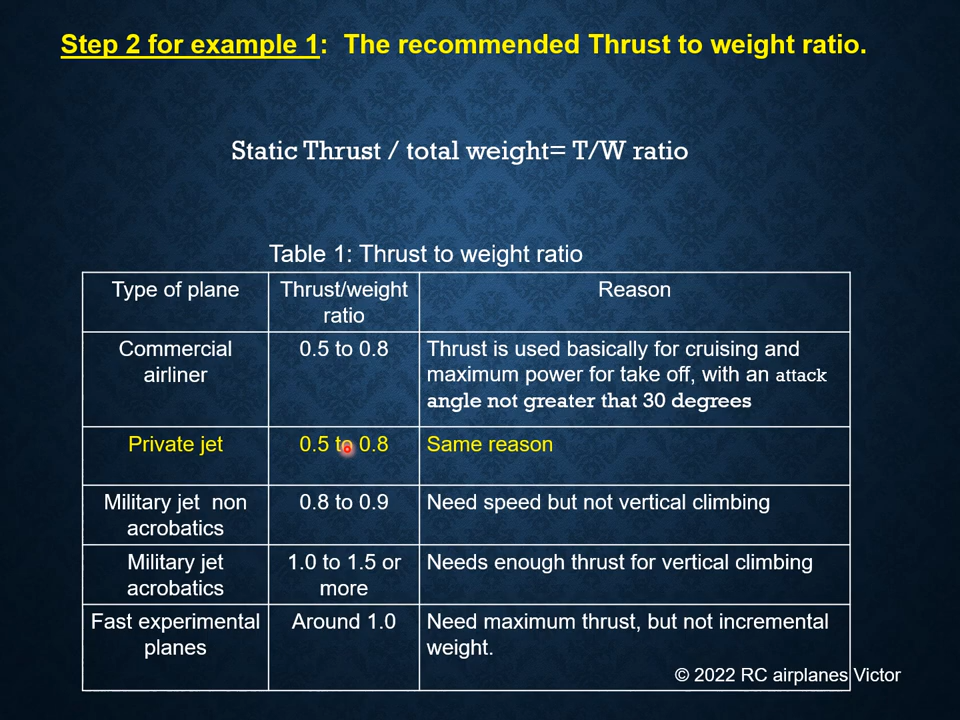 Step 2 for example 1:  The recommended Thrust to weight ratio.
Static Thrust / total weight= T/W ratio
Table 1: Thrust to weight ratio
Type of plane
Thrust/weight
ratio
Reason
Commercial
airliner
0.5 to 0.8
Thrust is used basically for cruising and
maximum power for take off, with an attack
angle not greater that 30 degrees
Private jet
0.5 to 0.8
Same reason
Military jet  non
acrobatics
0.8 to 0.9
Need speed but not vertical climbing
Military jet
acrobatics
1.0 to 1.5 or
more
Needs enough thrust for vertical climbing
Fast experimental
planes
Around 1.0
Need maximum thrust, but not incremental
weight.
© 2022 RC airplanes Victor